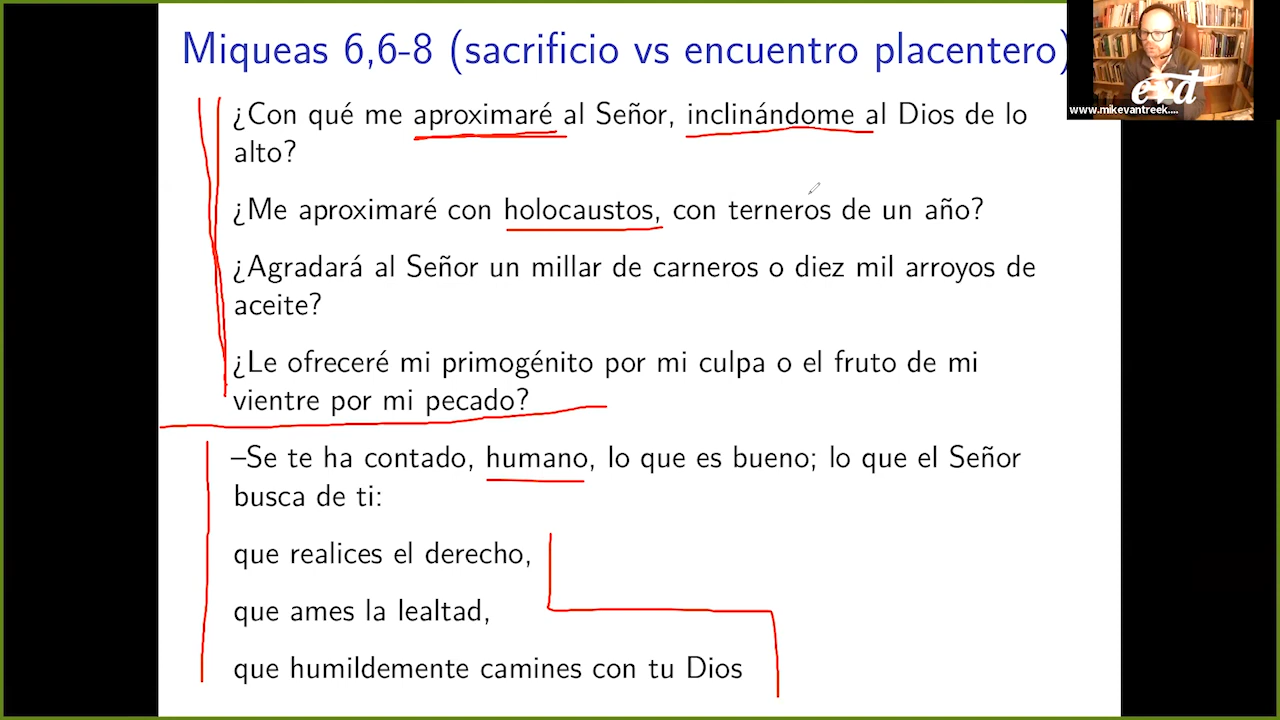 Miqueas 6,6-8 (sacrificio vs encuentro placentero)
¿Con qué me aproximaré al Señor, inclinándome al Dios de lo
alto?
¿Me aproximaré con holocaustos, con terneros de un año?
¿Agradará al Señor un millar de carneros o diez mil arroyos de
aceite?
¿Le ofreceré mi primogénito por mi culpa o el fruto de mi
vientre por mi pecado?
–Se te ha contado, humano, lo que es bueno; lo que el Señor
busca de ti:
que realices el derecho,
que ames la lealtad,
que humildemente camines con tu Dios
evd
www.mikevantreek....